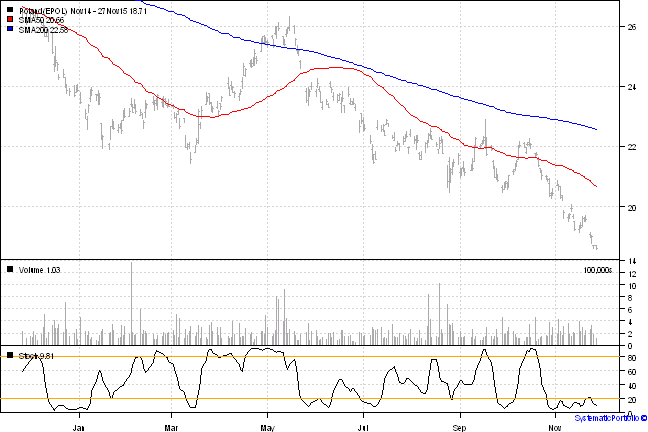 Poland(EPOL) Nov14 - 27Nov15 18.71
SMA50 20.66
SMA200 22.58
26
24
22
20
Volume 1.03
100,000s
14
12
10
8
6
4
2
0
Stoch 9.81
80
60
40
20
0
Jan Mar May Jul Sep Nov
SystematicPortfolio ©